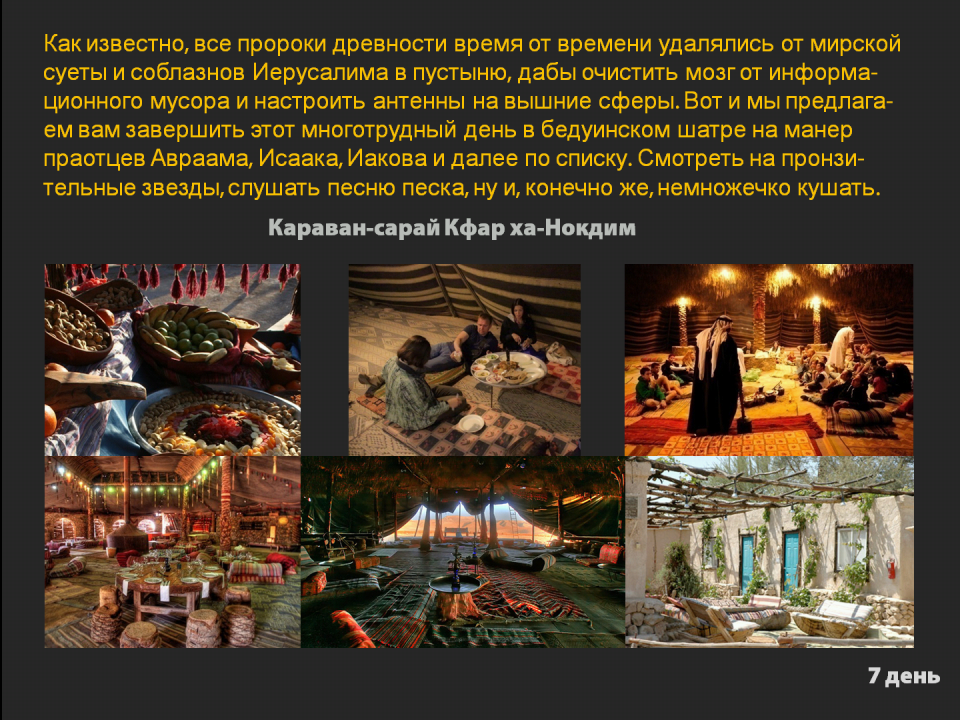 Как известно, все пророки древности время от времени удалялись от мирской
суеты и соблазнов Иерусалима в пустыню, дабы очистить мозг от информа-
ционного мусора и настроить антенны на вышние сферы. Вот и мы предлага-
ем вам завершить этот многотрудный день в бедуинском шатре на манер
праотцев Авраама, Исаака, Иакова и далее по списку. Смотреть на пронзи-
тельные звезды, слушать песню песка, ну и, конечно же, немножечко кушать.
Караван-сарай Кфар ха-Нокдим
7 день